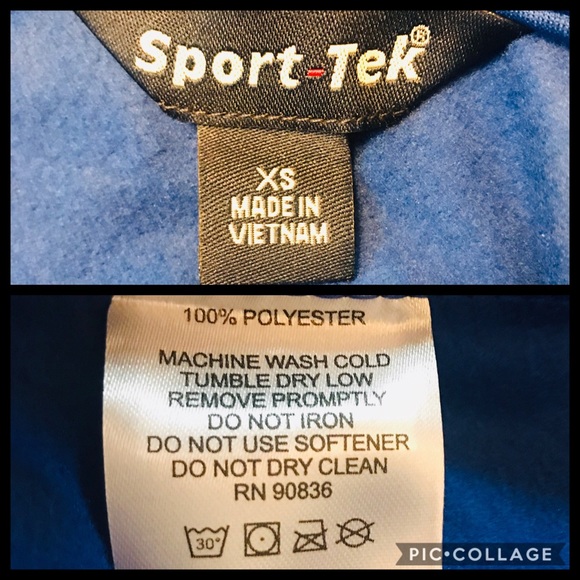 Sport-Tek®
XS
MADE IN
VIETNAM
100% POLYESTER
MACHINE WASH COLD
TUMBLE DRY LOW
REMOVE PROMPTLY
DO NOT IRON
DO NOT USE SOFTENER
DO NOT DRY CLEAN
RN 90836
30°
PIC•COLLAGE